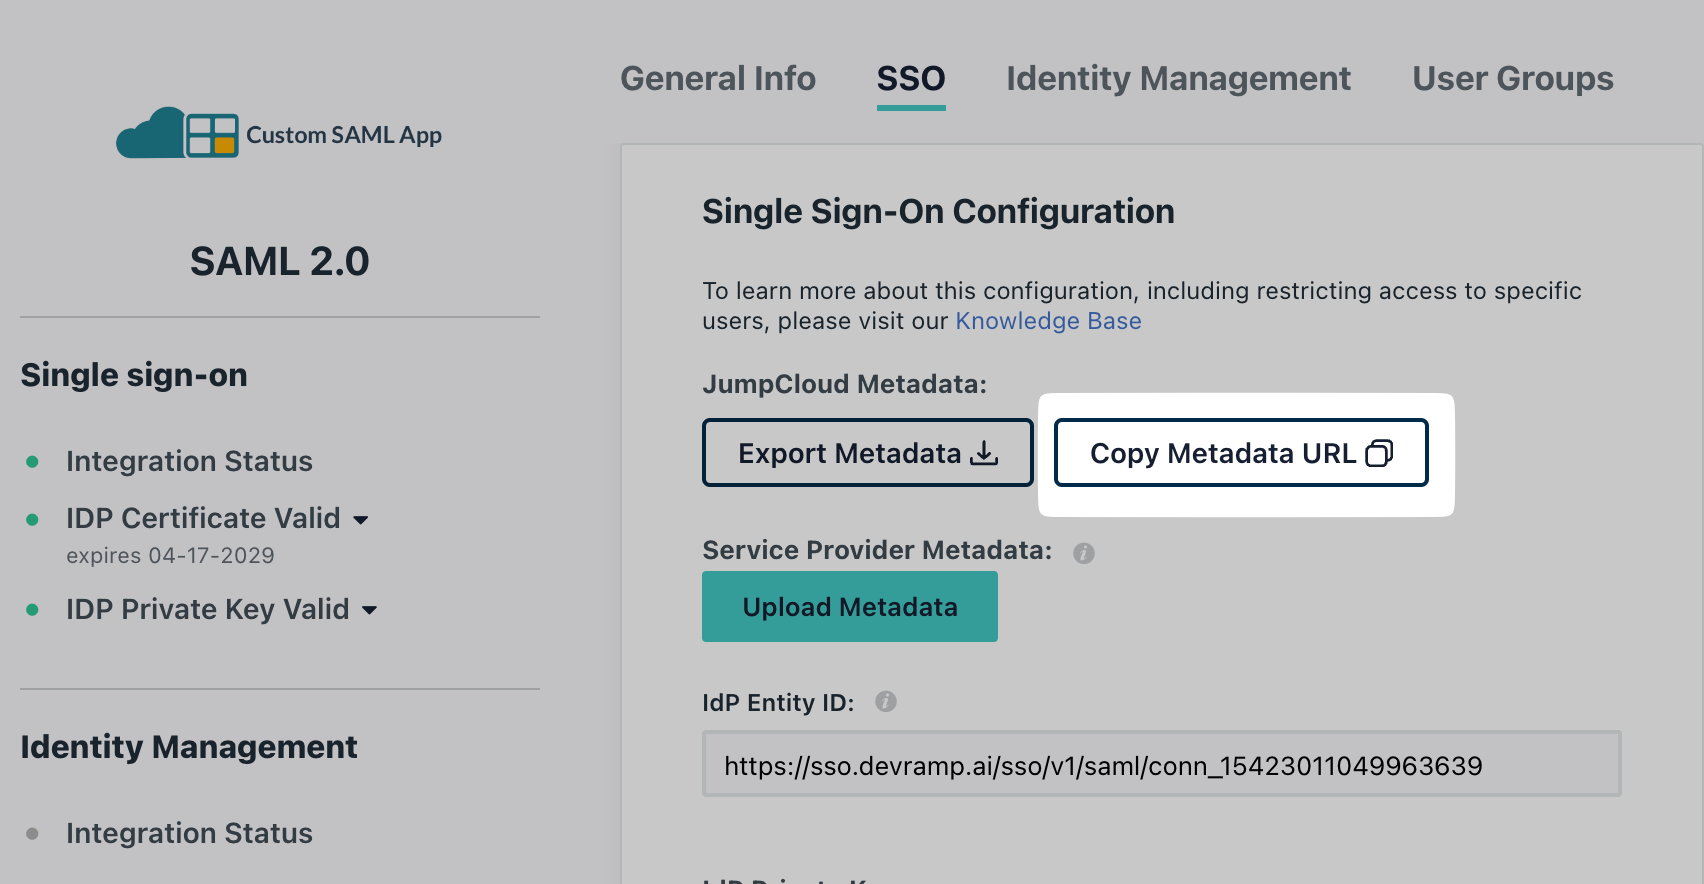 General Info
SSO
Identity Management
User Groups
Custom SAML App
SAML 2.0
Single sign-on
Integration Status
IDP Certificate Valid
expires 04-17-2029
IDP Private Key Valid
Identity Management
Integration Status
Single Sign-On Configuration
To learn more about this configuration, including restricting access to specific
users, please visit our Knowledge Base
JumpCloud Metadata:
Export Metadata
Copy Metadata URL
Service Provider Metadata:
Upload Metadata
IdP Entity ID:
https://sso.devramp.ai/sso/v1/saml/conn_15423011049963639